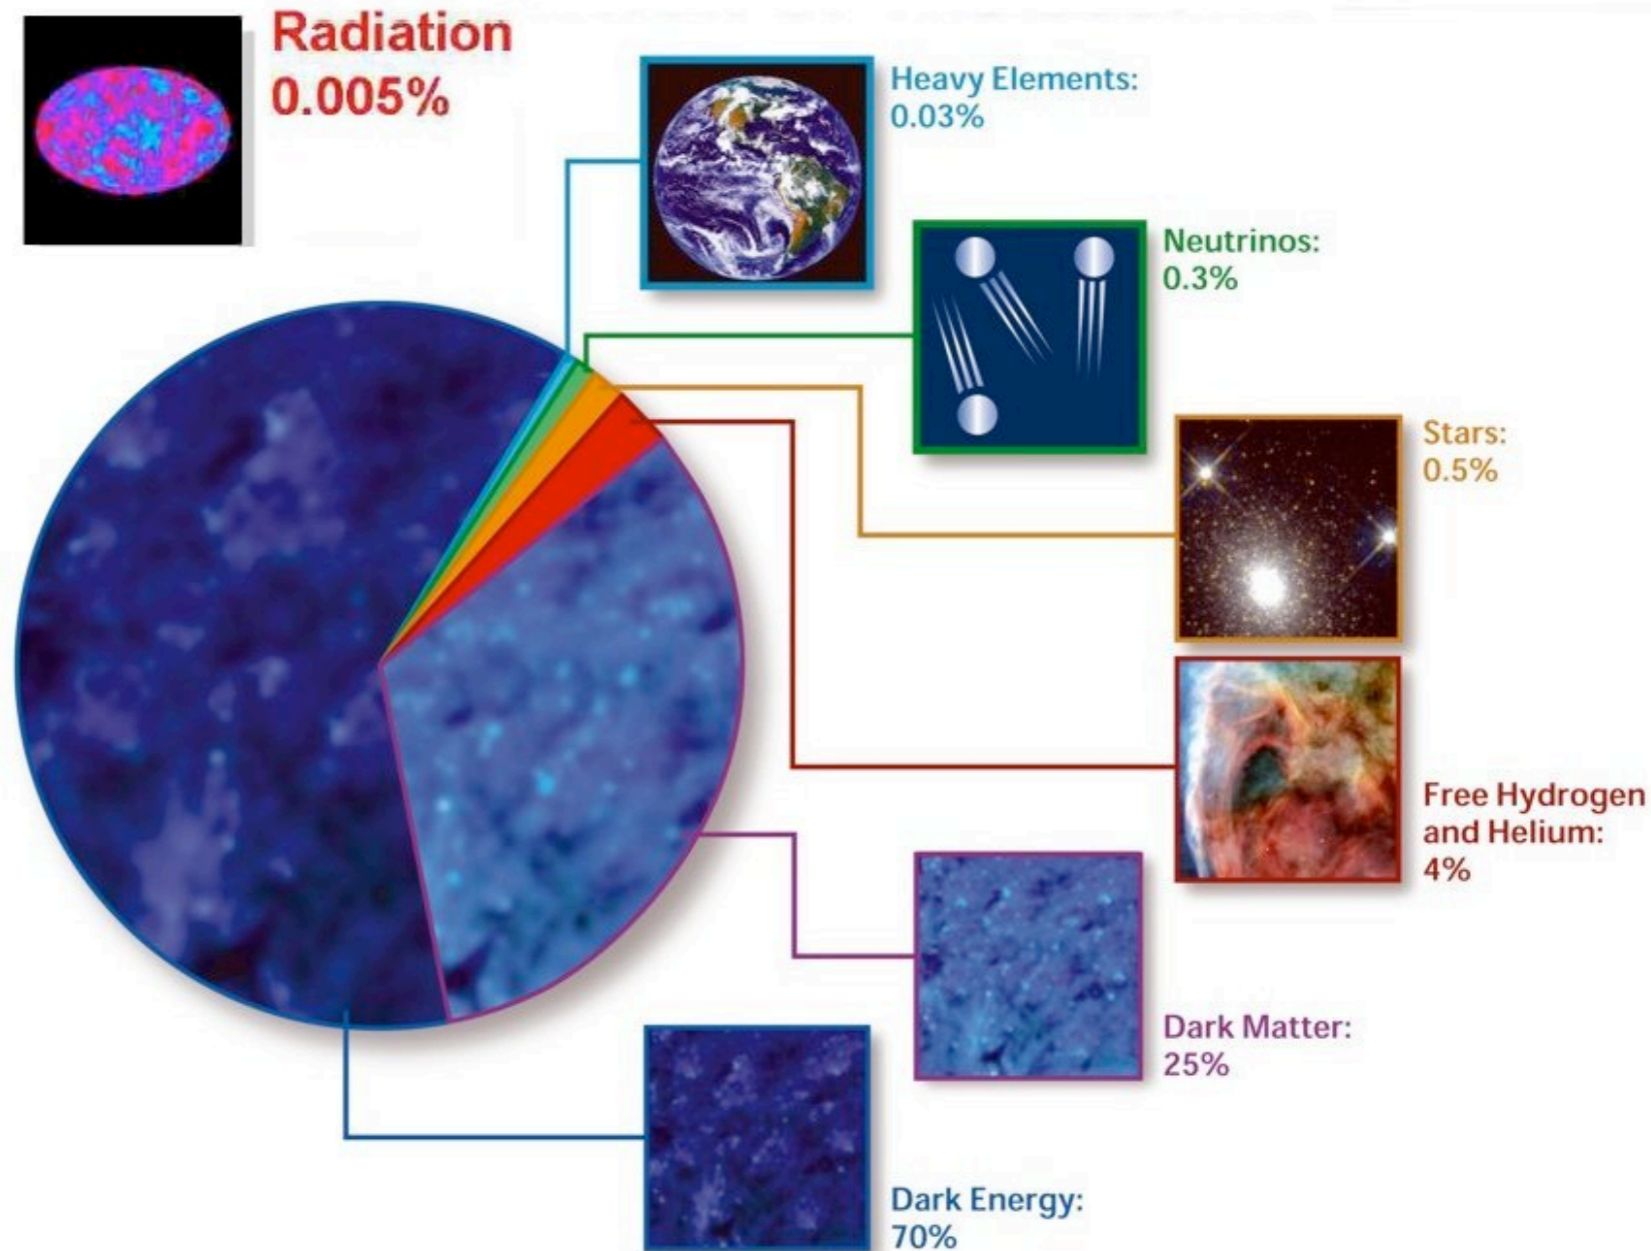 Radiation
0.005%
Heavy Elements:
0.03%
Neutrinos:
0.3%
Stars:
0.5%
Free Hydrogen
and Helium:
4%
Dark Matter:
25%
Dark Energy:
70%